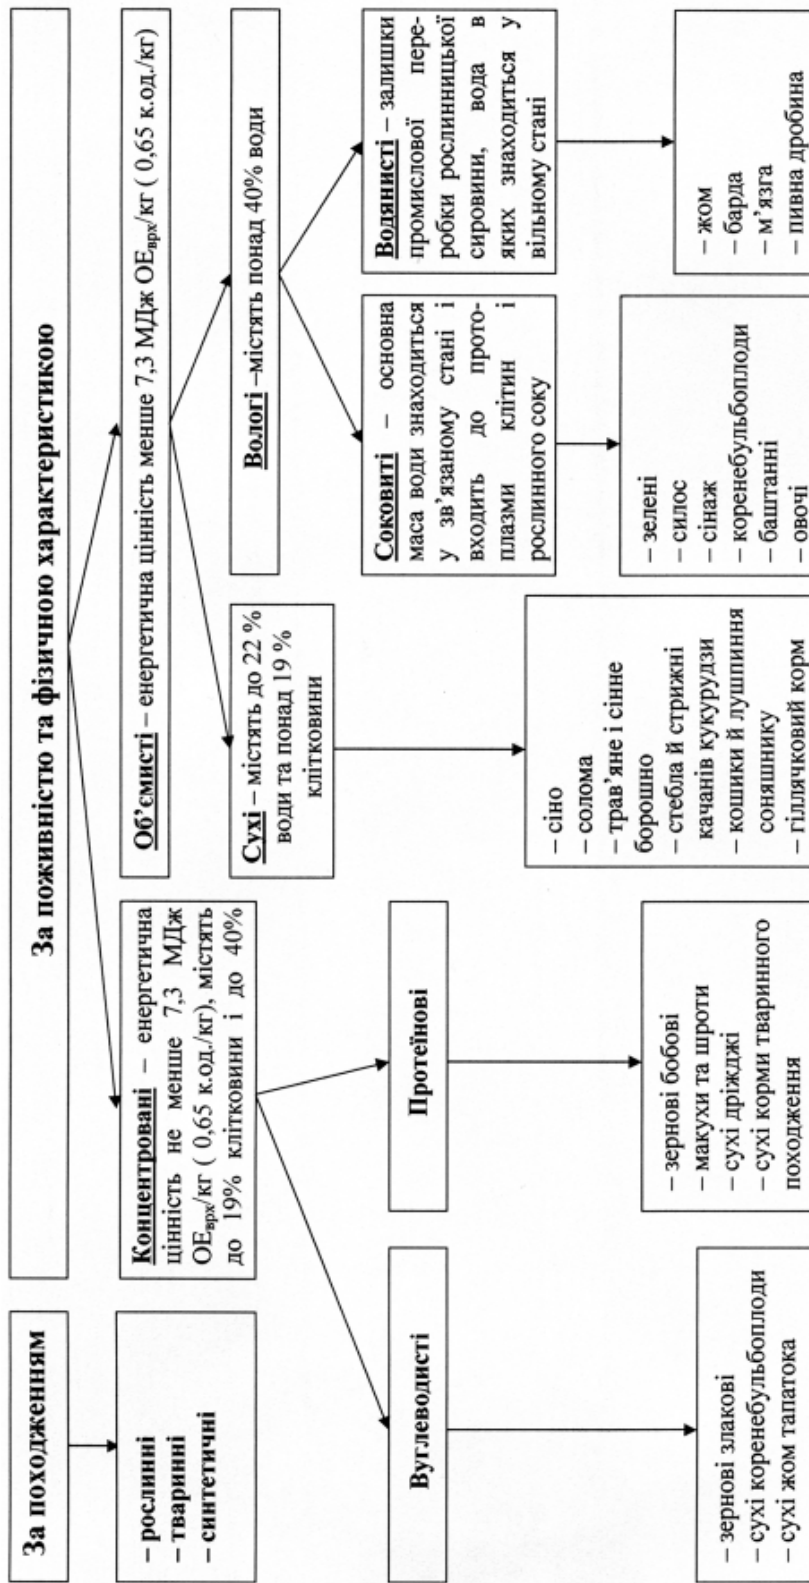 За походженням
– рослинні
– тваринні
– синтетичні
За поживністю та фізичною характеристикою
Концентровані – енергетична
цінність не менше 7,3 МДж
ОЕврх/кг ( 0,65 к.од./кг), містять
до 19% клітковини і до 40%
Об’ємисті – енергетична цінність менше 7,3 МДж ОЕврх/кг ( 0,65 к.од./кг)
Сухі – містять до 22 %
води та понад 19 %
клітковини
Вологі –містять понад 40% води
Вуглеводисті
Протеїнові
Соковиті – основна
маса води знаходиться
у зв’язаному стані і
входить до прото-
плазми клітин і
рослинного соку
Водянисті – залишки
промислової пере-
робки рослинницької
сировини, вода в
яких знаходиться у
вільному стані
– зернові злакові
– сухі коренебульбоплоди
– сухі жом тапатока
– зернові бобові
– макухи та шроти
– сухі дріжджі
– сухі корми тваринного
походження
– сіно
– солома
– трав’яне і сінне
борошно
– стебла й стрижні
качанів кукурудзи
– кошики й лушпиння
соняшнику
– гіллячковий корм
– зелені
– силос
– сінаж
– коренебульбоплоди
– баштанні
– овочі
– жом
– барда
– м’язга
– пивна дробина